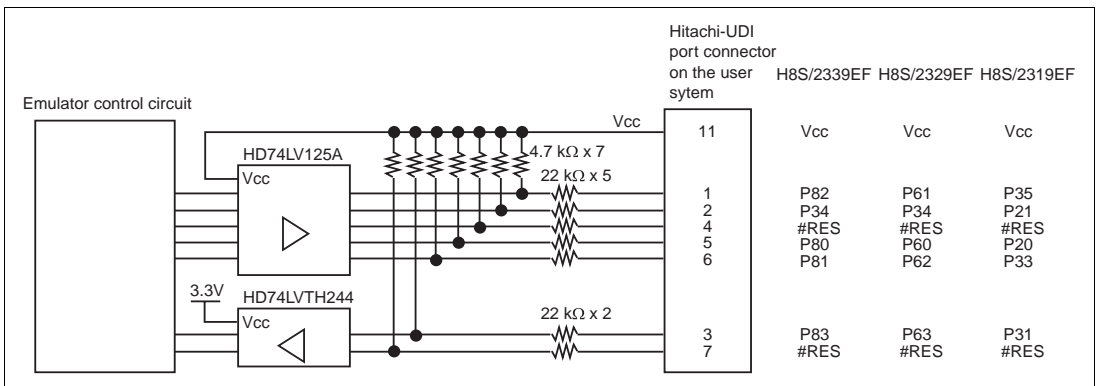 Hitachi-UDI
port connector
on the user
sytem
H8S/2339EF H8S/2329EF H8S/2319EF
Emulator control circuit
Vcc
11 Vcc Vcc Vcc
HD74LV125A
4.7 kΩ x 7
Vcc
22 kΩ x 5
1 P82 P61 P35
2 P34 P34 P21
4 #RES #RES #RES
5 P80 P60 P20
6 P81 P62 P33
3.3V
HD74LVTH244
22 kΩ x 2
Vcc
3 P83 P63 P31
7 #RES #RES #RES